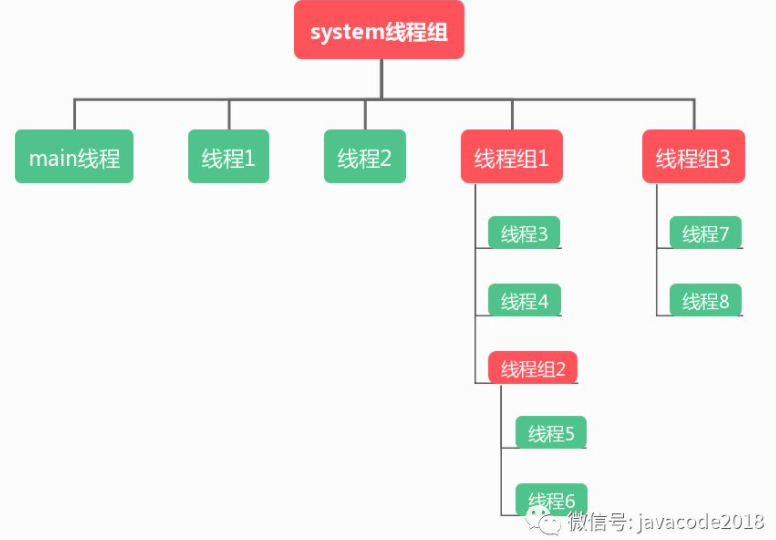 system线程组
main线程
线程1
线程2
线程组1
线程组3
线程3
线程7
线程4
线程8
线程组2
线程5
线程6
微信号: javacode2018